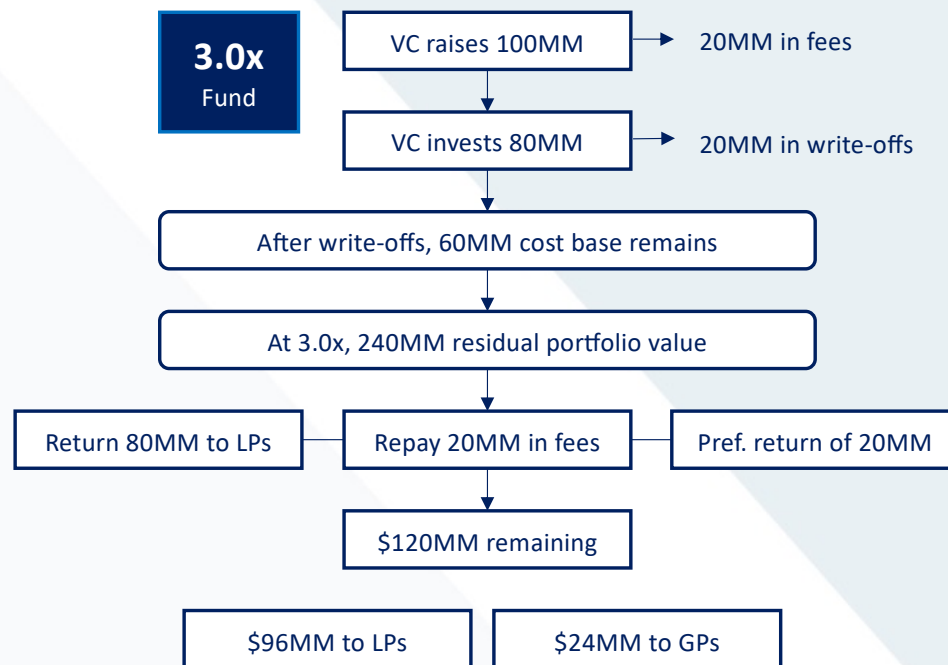 3.0x
Fund
VC raises 100MM
20MM in fees
VC invests 80MM
20MM in write-offs
After write-offs, 60MM cost base remains
At 3.0x, 240MM residual portfolio value
Return 80MM to LPs
Repay 20MM in fees
Pref. return of 20MM
$120MM remaining
$96MM to LPs
$24MM to GPs